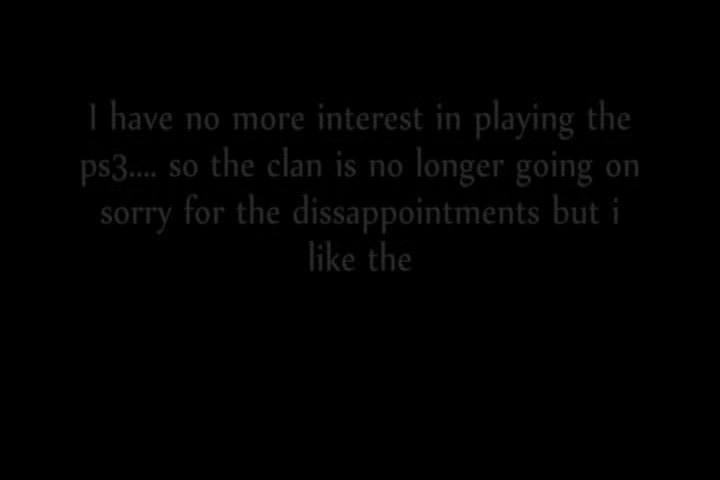 I have no more interest in playing the
ps3.... so the clan is no longer going on
sorry for the dissappointments but i
like the